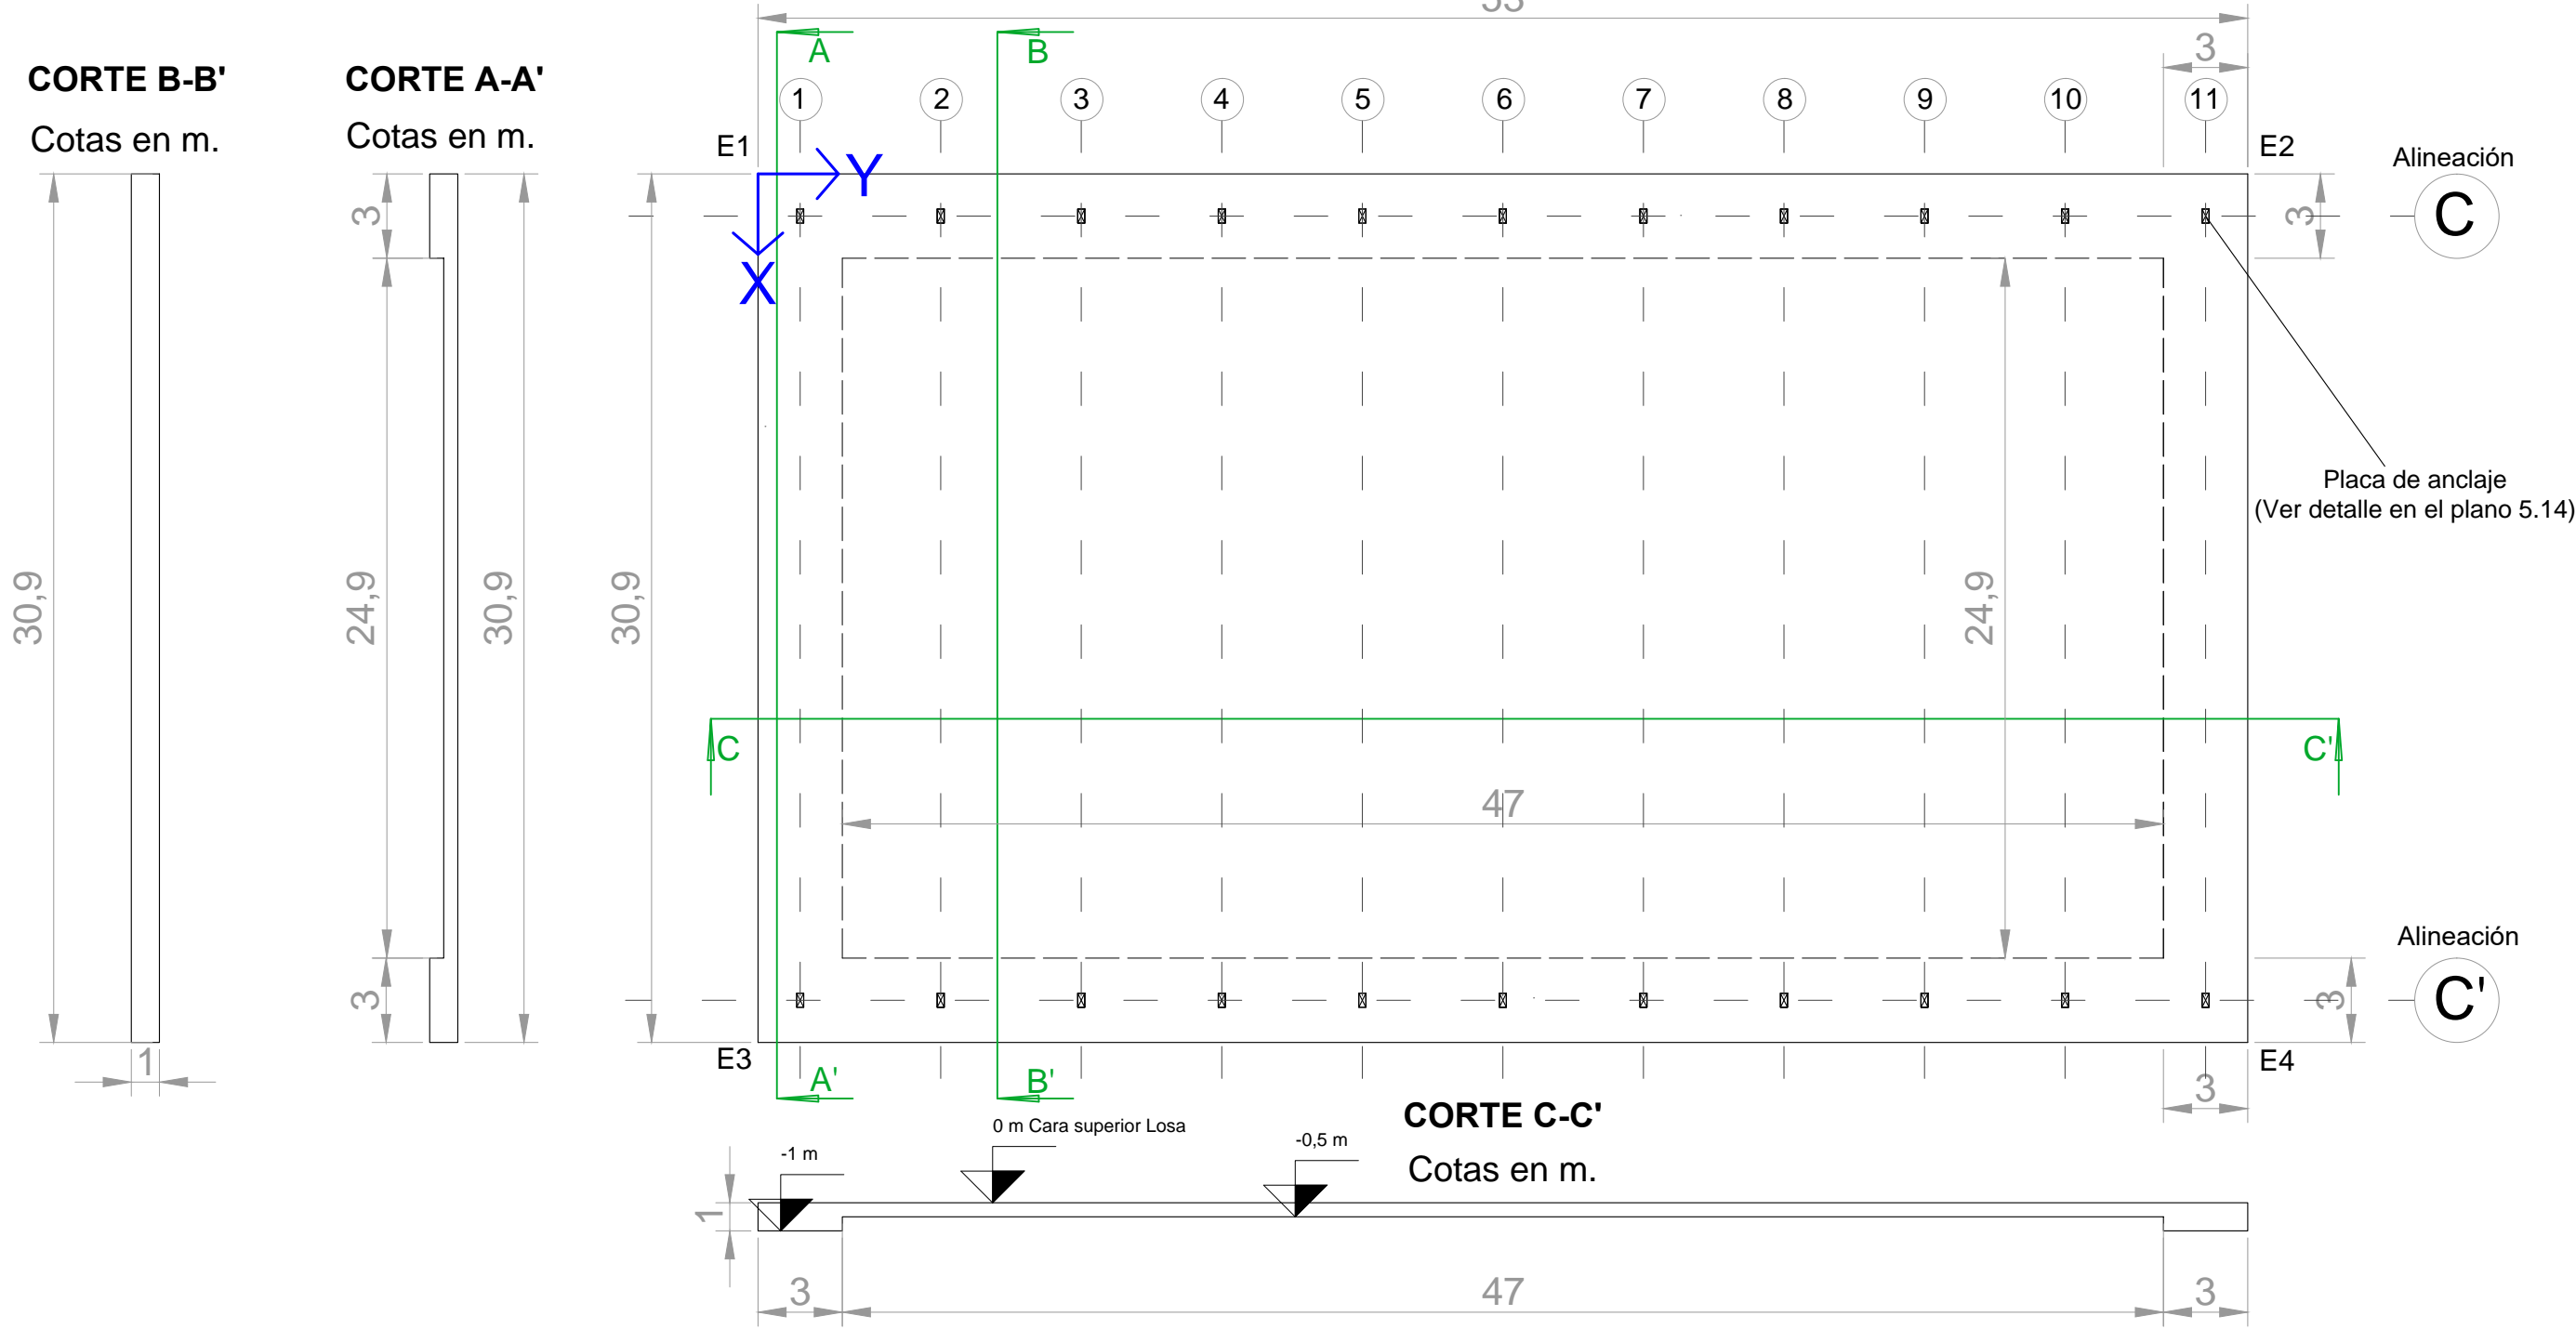 53
CORTE B-B'
Cotas en m.
CORTE A-A'
Cotas en m.
A
B
3
1
2
3
4
5
6
7
8
9
10
11
E1
E2
Y
X
Alineación
C
3
3
Placa de anclaje
(Ver detalle en el plano 5.14)
30,9
24,9
30,9
30,9
24,9
C
C'
47
Alineación
C'
3
3
E3
E4
1
A'
B'
3
CORTE C-C'
Cotas en m.
-1 m
0 m Cara superior Losa
-0,5 m
1
3
47
3